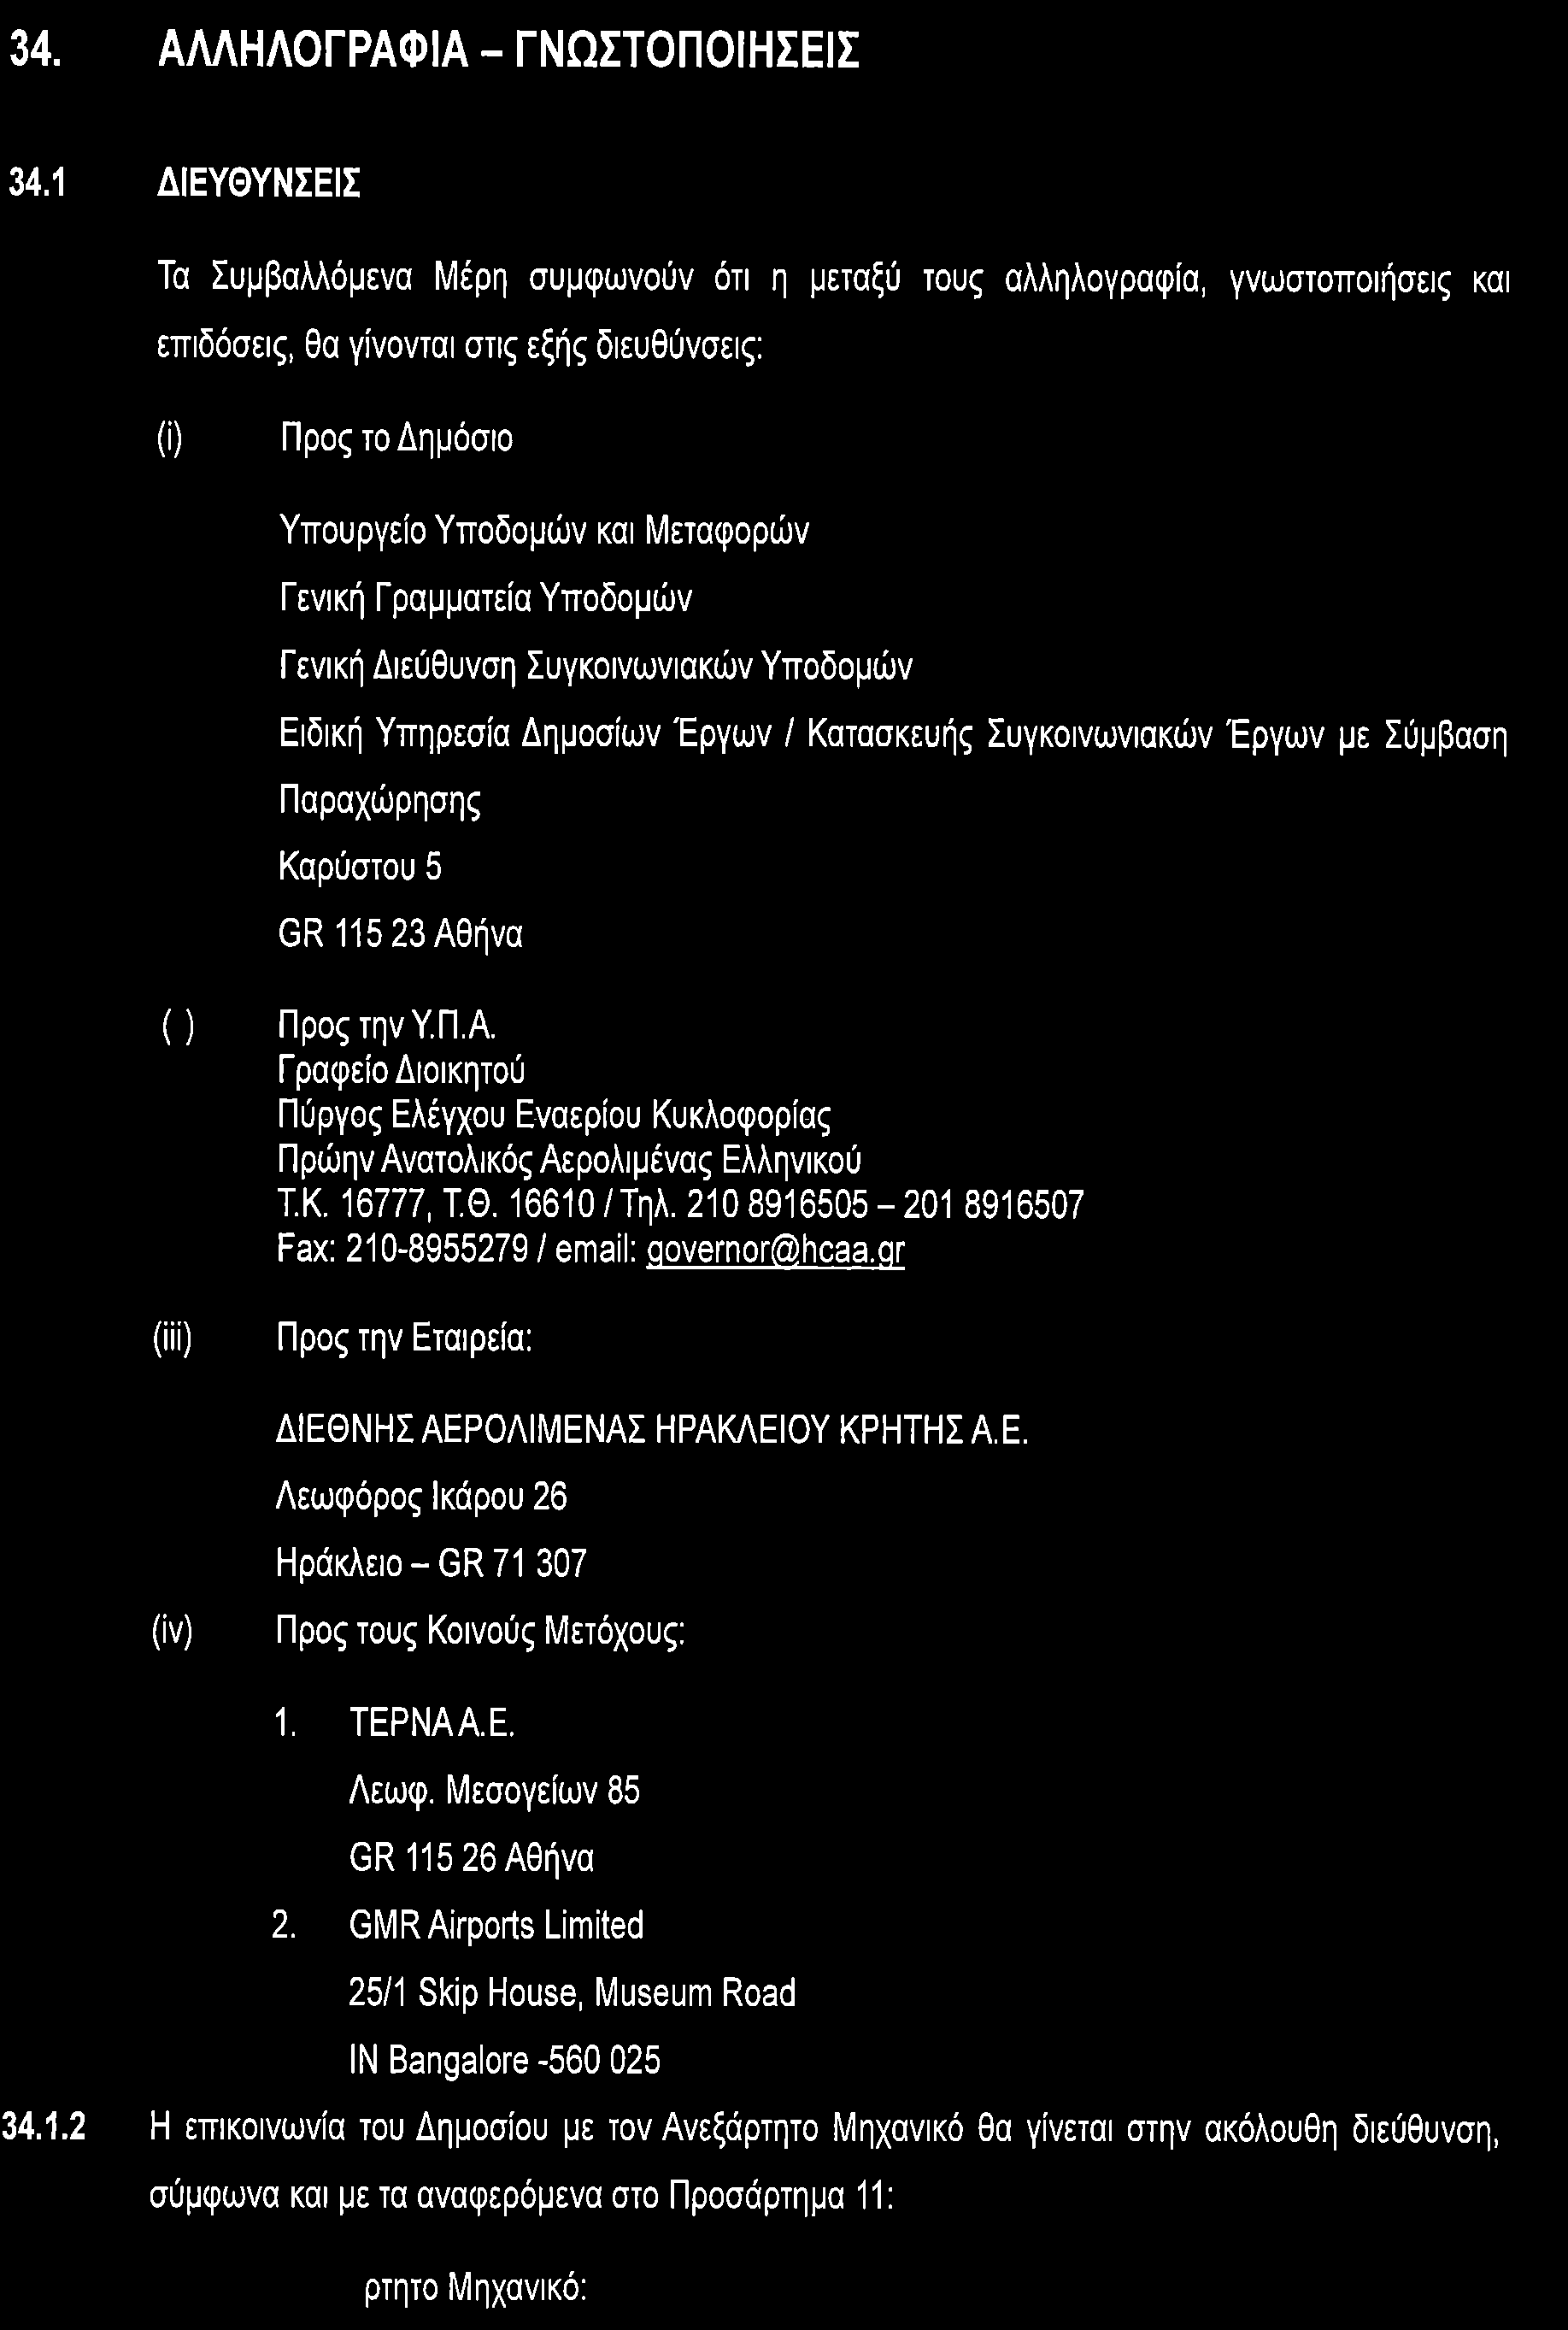 34. ΑΛΛΗΛΟΓΡΑΦΙΑ – ΓΝΩΣΤΟΠΟΙΗΣΕΙΣ
34.1 ΔΙΕΥΘΥΝΣΕΙΣ
Τα Συμβαλλόμενα Μέρη συμφωνούν ότι η μεταξύ τους αλληλογραφία, γνωστοποιήσεις και
επιδόσεις, θα γίνονται στις εξής διευθύνσεις:
(i) Προς το Δημόσιο
Υπουργείο Υποδομών και Μεταφορών
Γενική Γραμματεία Υποδομών
Γενική Διεύθυνση Συγκοινωνιακών Υποδομών
Ειδική Υπηρεσία Δημοσίων Έργων / Κατασκευής Συγκοινωνιακών Έργων με Σύμβαση
Παραχώρησης
Καρύστου 5
GR 115 23 Αθήνα
( ) Προς την Υ.Π.Α.
Γραφείο Διοικητού
Πύργος Ελέγχου Εναερίου Κυκλοφορίας
Πρώην Ανατολικός Αερολιμένας Ελληνικού
Τ.Κ. 16777, Τ.Θ. 16610 / Τηλ. 210 8916505 – 201 8916507
Fax: 210-8955279 / email: governor@hcaa.gr
(iii) Προς την Εταιρεία:
ΔΙΕΘΝΗΣ ΑΕΡΟΛΙΜΕΝΑΣ ΗΡΑΚΛΕΙΟΥ ΚΡΗΤΗΣ Α.Ε.
Λεωφόρος Ικάρου 26
Ηράκλειο – GR 71 307
(iv) Προς τους Κοινούς Μετόχους:
1. ΤΕΡΝΑ Α.Ε.
Λεωφ. Μεσογείων 85
GR 115 26 Αθήνα
2. GMR Airports Limited
25/1 Skip House, Museum Road
IN Bangalore -560 025
34.1.2 Η επικοινωνία του Δημοσίου με τον Ανεξάρτητο Μηχανικό θα γίνεται στην ακόλουθη διεύθυνση,
σύμφωνα και με τα αναφερόμενα στο Προσάρτημα 11:
ρτητο Μηχανικό: